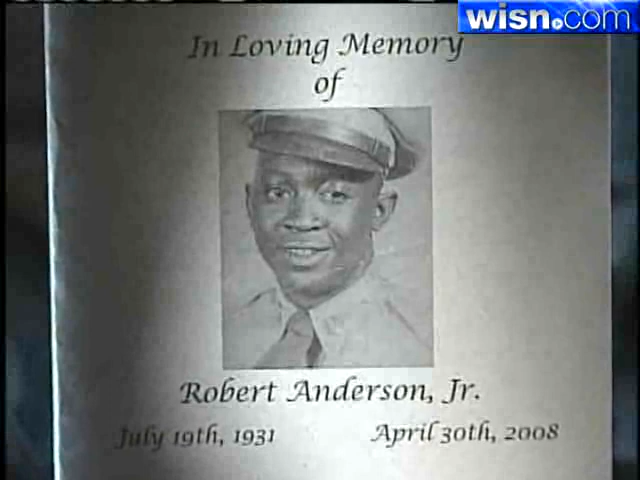 wisn.com
In Loving Memory
of
Robert Anderson, Jr.
July 19th, 1931 April 30th, 2008